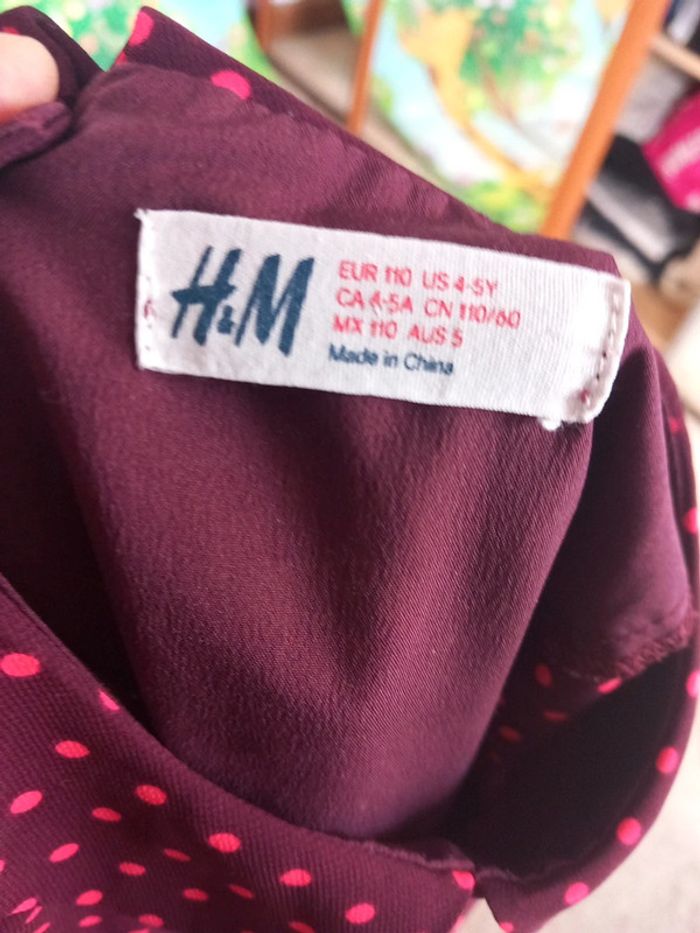 H&M
EUR 110 US 4-5Y
CA 4-5A CN 110/60
MX 110 AUS 5
Made in China